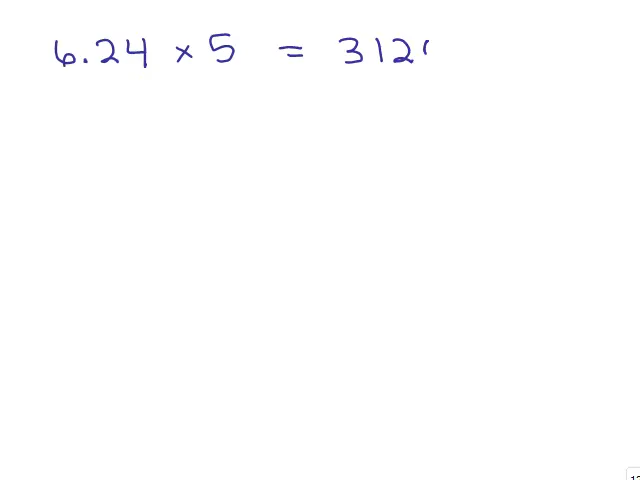 6.24 × 5 = 312